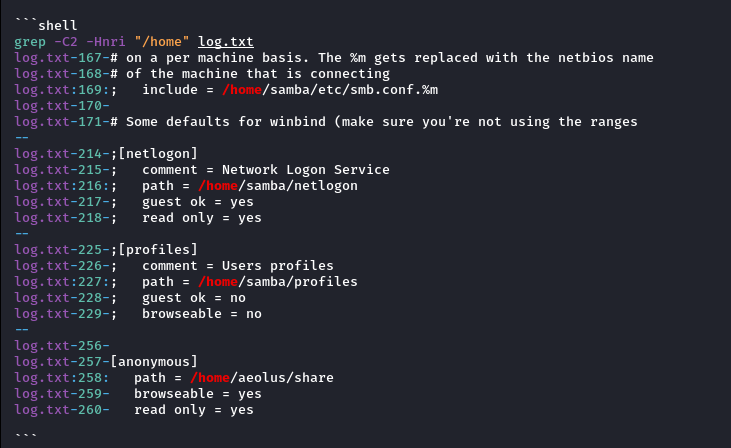 ```shell
grep -C2 -Hnri "/home" log.txt
log.txt-167-# on a per machine basis. The %m gets replaced with the netbios name
log.txt-168-# of the machine that is connecting
log.txt:169:;   include = /home/samba/etc/smb.conf.%m
log.txt-170-
log.txt-171-# Some defaults for winbind (make sure you're not using the ranges
--
log.txt-214-;[netlogon]
log.txt-215-;   comment = Network Logon Service
log.txt:216:;   path = /home/samba/netlogon
log.txt-217-;   guest ok = yes
log.txt-218-;   read only = yes
--
log.txt-225-;[profiles]
log.txt-226-;   comment = Users profiles
log.txt:227:;   path = /home/samba/profiles
log.txt-228-;   guest ok = no
log.txt-229-;   browseable = no
--
log.txt-256-
log.txt-257-[anonymous]
log.txt:258:   path = /home/aeolus/share
log.txt-259-   browseable = yes
log.txt-260-   read only = yes
```